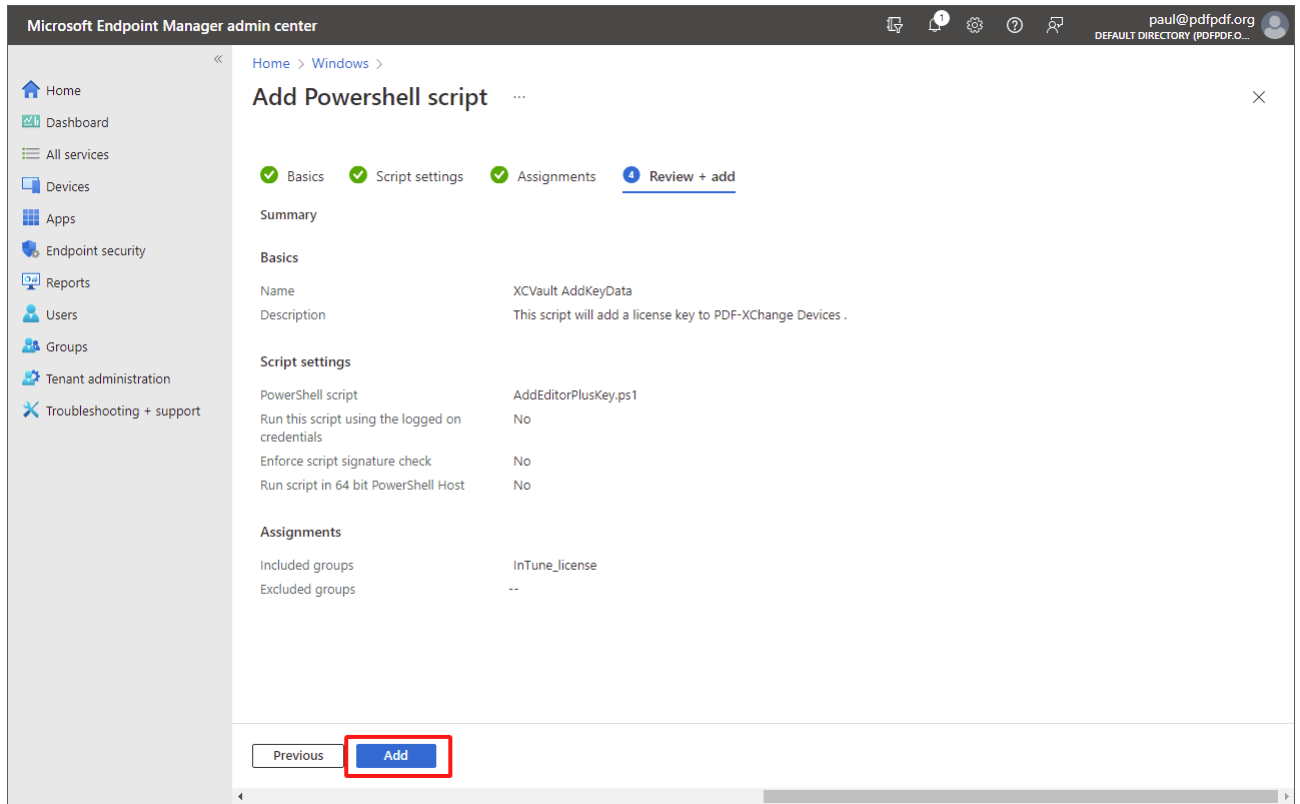 Microsoft Endpoint Manager admin center
1
paul@pdfpdf.org
DEFAULT DIRECTORY (PDFPDF.O...
«
Home
Dashboard
All services
Devices
Apps
Endpoint security
Reports
Users
Groups
Tenant administration
Troubleshooting + support
Home > Windows >
Add Powershell script ...
Basics Script settings Assignments 4 Review + add
Summary
Basics
Name XCVault AddKeyData
Description This script will add a license key to PDF-XChange Devices .
Script settings
PowerShell script AddEditorPlusKey.ps1
Run this script using the logged on No
credentials
Enforce script signature check No
Run script in 64 bit PowerShell Host No
Assignments
Included groups InTune_license
Excluded groups --
Previous Add